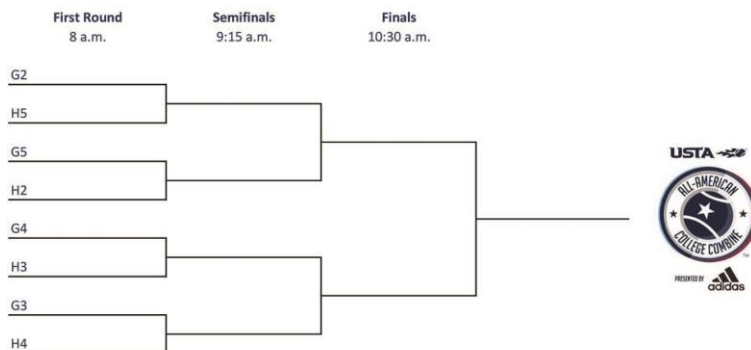 First Round Semifinals Finals
8 a.m. 9:15 a.m. 10:30 a.m.
G2
H5
G5
H2
G4
H3
G3
H4
USTA
ALL-AMERICAN
COLLEGE COMBINE
TM
PRESENTED BY
adidas